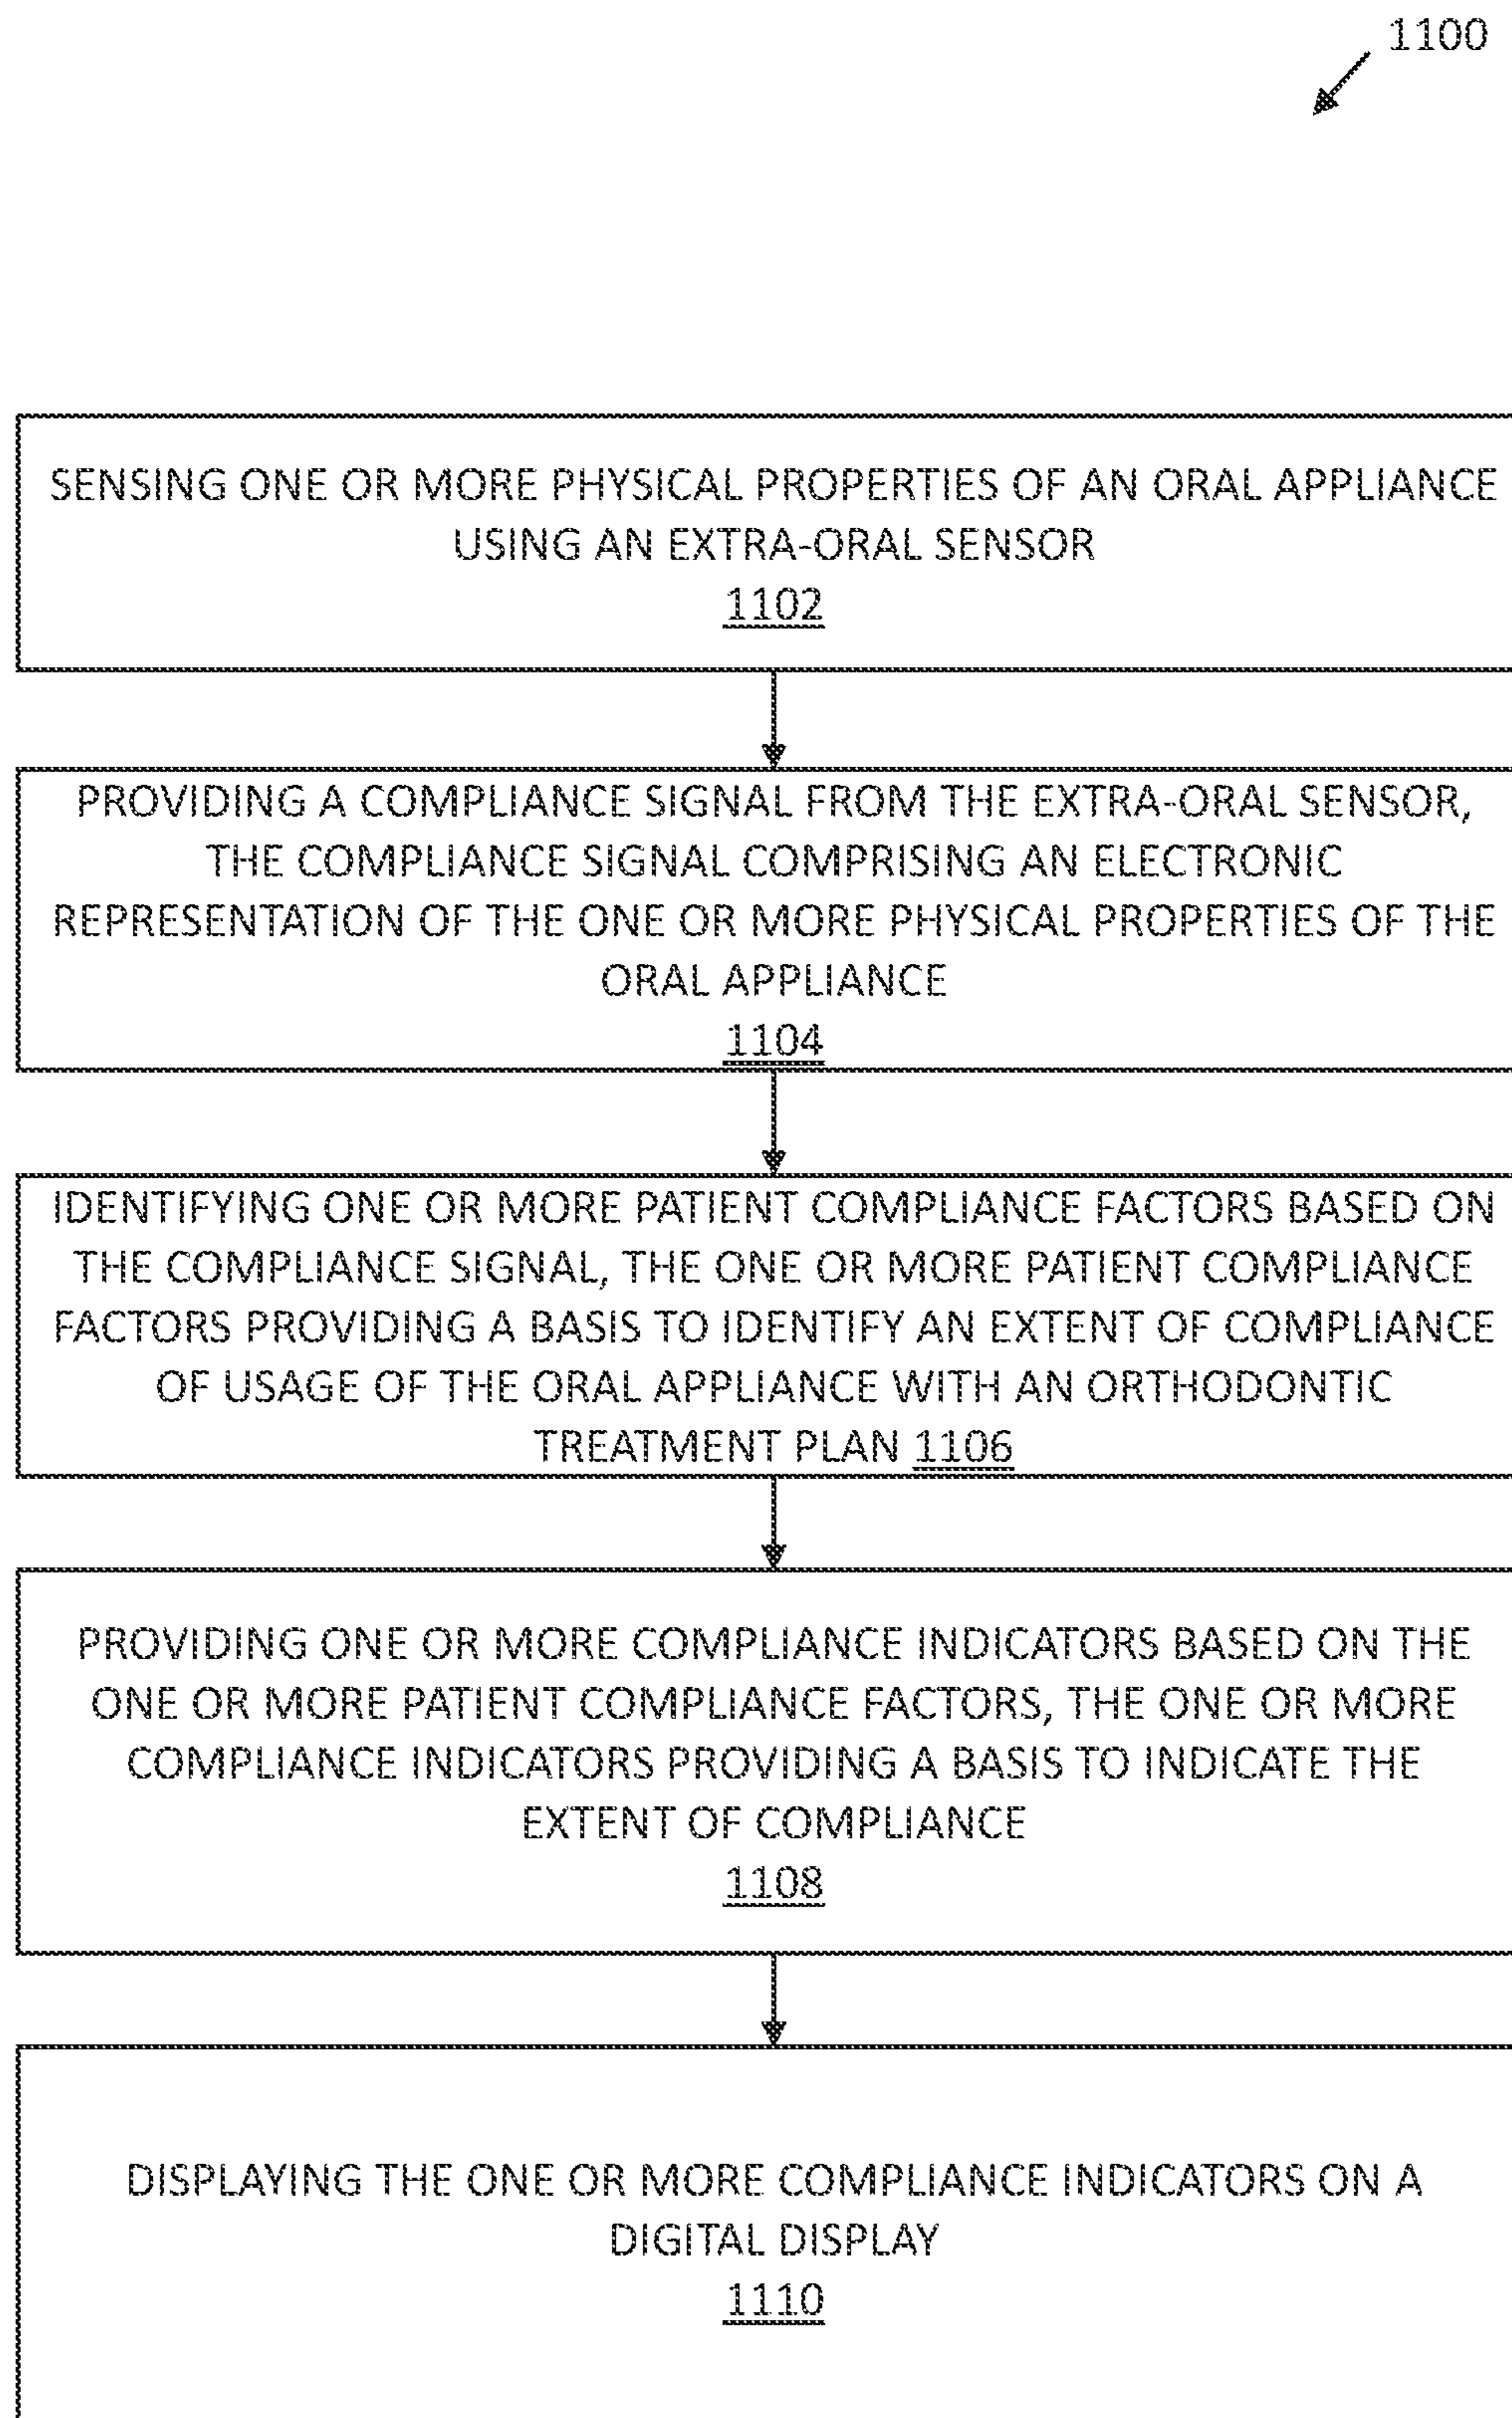 1100
SENSING ONE OR MORE PHYSICAL PROPERTIES OF AN ORAL APPLIANCE
USING AN EXTRA-ORAL SENSOR
1102
PROVIDING A COMPLIANCE SIGNAL FROM THE EXTRA-ORAL SENSOR,
THE COMPLIANCE SIGNAL COMPRISING AN ELECTRONIC
REPRESENTATION OF THE ONE OR MORE PHYSICAL PROPERTIES OF THE
ORAL APPLIANCE
1104
IDENTIFYING ONE OR MORE PATIENT COMPLIANCE FACTORS BASED ON
THE COMPLIANCE SIGNAL, THE ONE OR MORE PATIENT COMPLIANCE
FACTORS PROVIDING A BASIS TO IDENTIFY AN EXTENT OF COMPLIANCE
OF USAGE OF THE ORAL APPLIANCE WITH AN ORTHODONTIC
TREATMENT PLAN 1106
PROVIDING ONE OR MORE COMPLIANCE INDICATORS BASED ON THE
ONE OR MORE PATIENT COMPLIANCE FACTORS, THE ONE OR MORE
COMPLIANCE INDICATORS PROVIDING A BASIS TO INDICATE THE
EXTENT OF COMPLIANCE
1108
DISPLAYING THE ONE OR MORE COMPLIANCE INDICATORS ON A
DIGITAL DISPLAY
1110